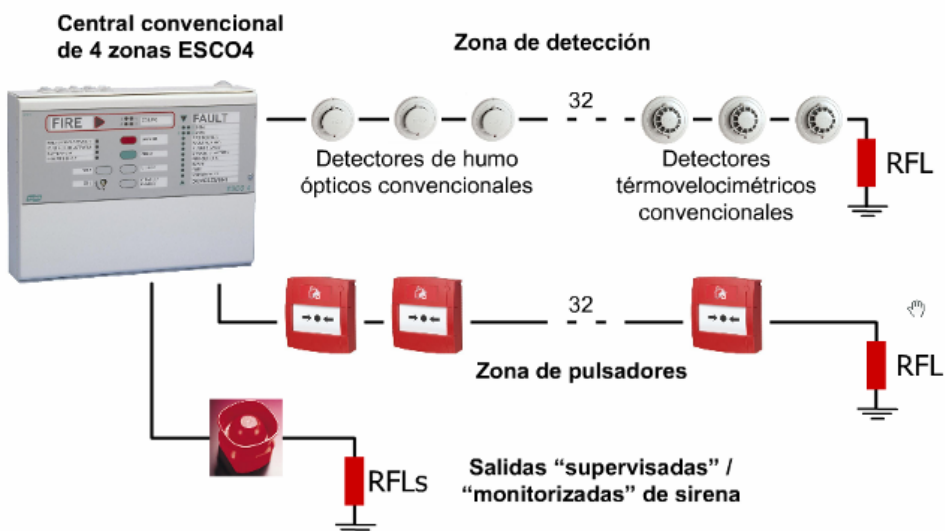 Central convencional
de 4 zonas ESCO4
Zona de detección
FIRE
FAULT
32
Detectores de humo
ópticos convencionales
Detectores
térmovelocimétricos
convencionales
RFL
32
Zona de pulsadores
RFL
RFLs
Salidas “supervisadas” /
“monitorizadas” de sirena